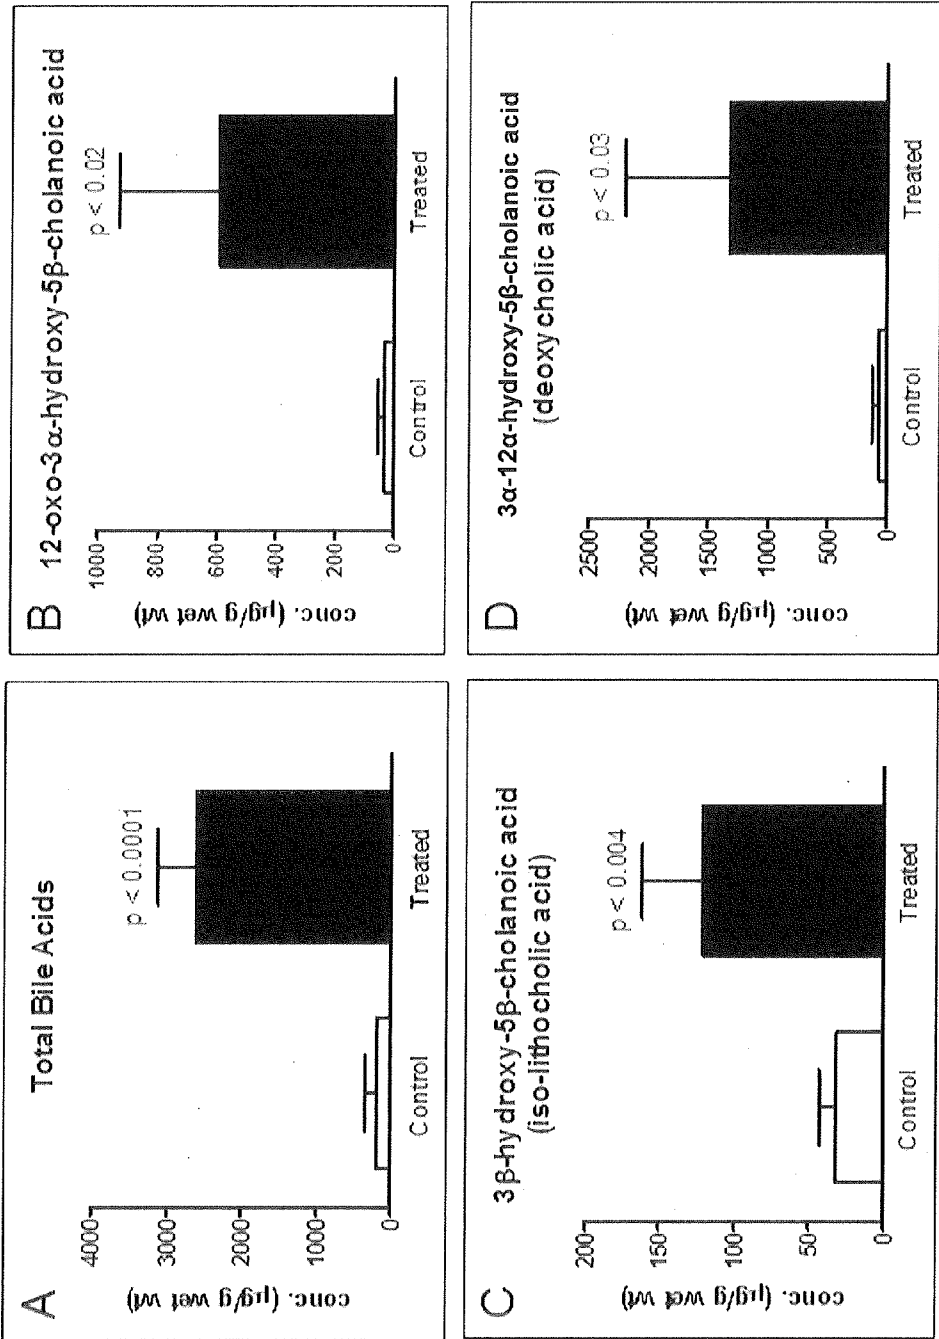 A
Total Bile Acids
conc. (µg/g wet wt)
4000
3000
2000
1000
0
p < 0.0001
Control
Treated
B
12-oxo-3α-hydroxy-5β-cholanoic acid
conc. (µg/g wet wt)
1000
800
600
400
200
0
p < 0.02
Control
Treated
C
3β-hydroxy-5β-cholanoic acid
(iso-lithocholic acid)
conc. (µg/g wet wt)
200
150
100
50
0
p < 0.004
Control
Treated
D
3α-12α-hydroxy-5β-cholanoic acid
(deoxycholic acid)
conc. (µg/g wet wt)
2500
2000
1500
1000
500
0
p < 0.03
Control
Treated